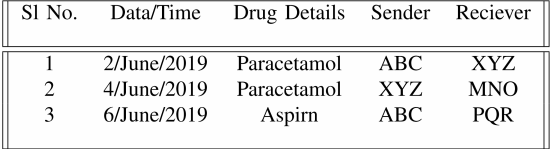 Sl No. Data/Time Drug Details Sender Reciever
1 2/June/2019 Paracetamol ABC XYZ
2 4/June/2019 Paracetamol XYZ MNO
3 6/June/2019 Aspirn ABC PQR